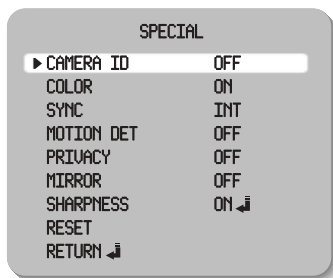 SPECIAL
CAMERA ID OFF
COLOR ON
SYNC INT
MOTION DET OFF
PRIVACY OFF
MIRROR OFF
SHARPNESS ON
RESET
RETURN